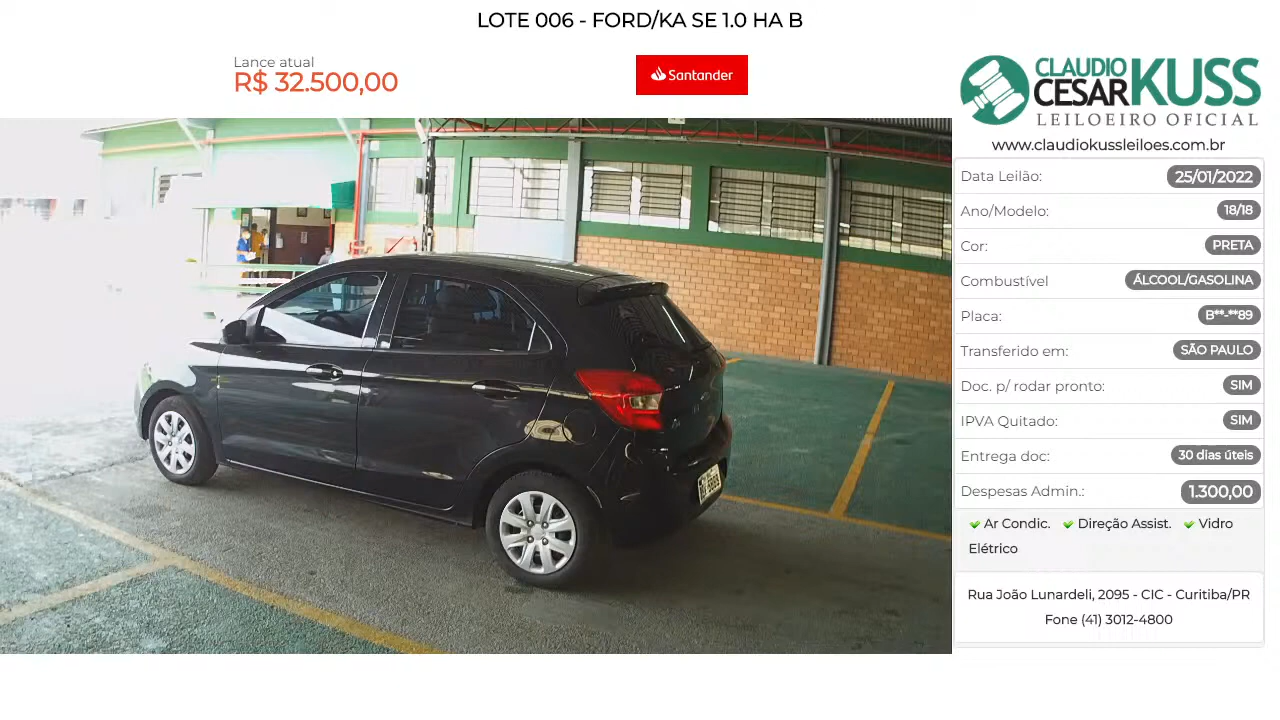 LOTE 006 - FORD/KA SE 1.0 HA B
Lance atual
R$ 32.500,00
Santander
CLAUDIO
CESAR KUSS
LEILOEIRO OFICIAL
www.claudiokussleiloes.com.br
Data Leilão: 25/01/2022
Ano/Modelo: 18/18
Cor: PRETA
Combustível ÁLCOOL/GASOLINA
Placa: B**-**89
Transferido em: SÃO PAULO
Doc. p/ rodar pronto: SIM
IPVA Quitado: SIM
Entrega doc: 30 dias úteis
Despesas Admin.: 1.300,00
Ar Condic. Direção Assist. Vidro
Elétrico
Rua João Lunardeli, 2095 - CIC - Curitiba/PR
Fone (41) 3012-4800